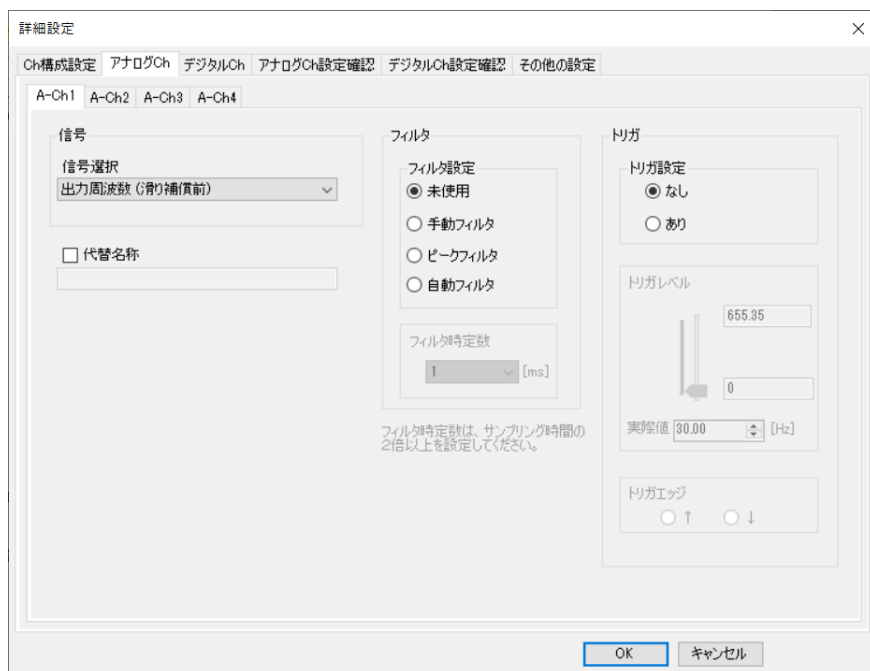 詳細設定
Ch構成設定 アナログCh デジタルCh アナログCh設定確認 デジタルCh設定確認 その他の設定
A-Ch1 A-Ch2 A-Ch3 A-Ch4
信号
信号選択
出力周波数 (滑り補償前)
代替名称
フィルタ
フィルタ設定
未使用
手動フィルタ
ピークフィルタ
自動フィルタ
フィルタ時定数
1 [ms]
フィルタ時定数は、サンプリング時間の
2倍以上を設定してください。
トリガ
トリガ設定
なし
あり
トリガレベル
655.35
0
実際値 30.00 [Hz]
トリガエッジ
↑ ↓
OK キャンセル